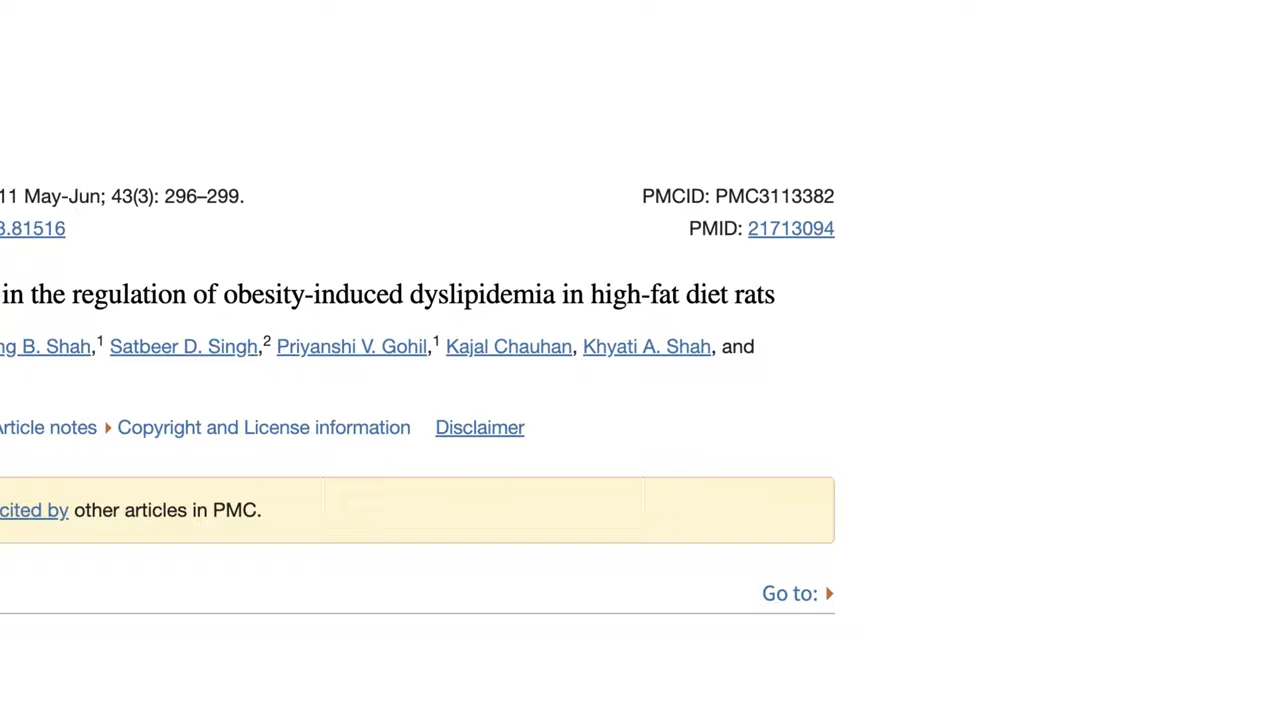 11 May-Jun; 43(3): 296–299.
PMCID: PMC3113382
3.81516
PMID: 21713094
in the regulation of obesity-induced dyslipidemia in high-fat diet rats
ng B. Shah,1 Satbeer D. Singh,2 Priyanshi V. Gohil,1 Kajal Chauhan, Khyati A. Shah, and
Article notes Copyright and License information Disclaimer
cited by other articles in PMC.
Go to: